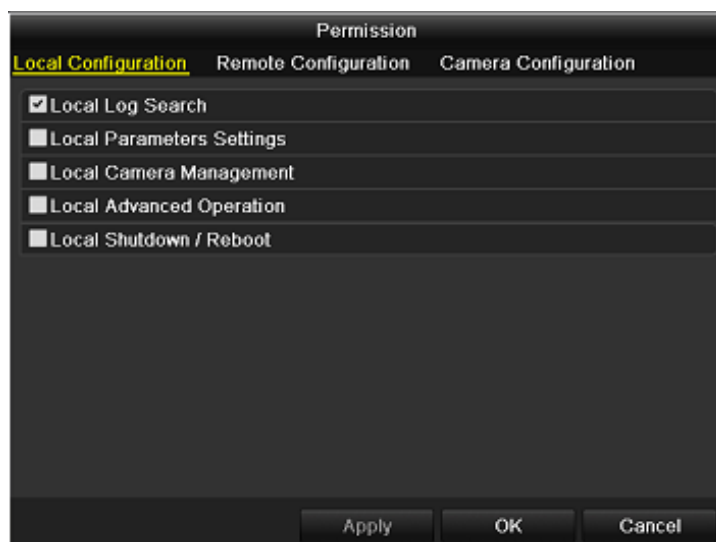 Permission
Local Configuration Remote Configuration Camera Configuration
Local Log Search
Local Parameters Settings
Local Camera Management
Local Advanced Operation
Local Shutdown / Reboot
Apply OK Cancel